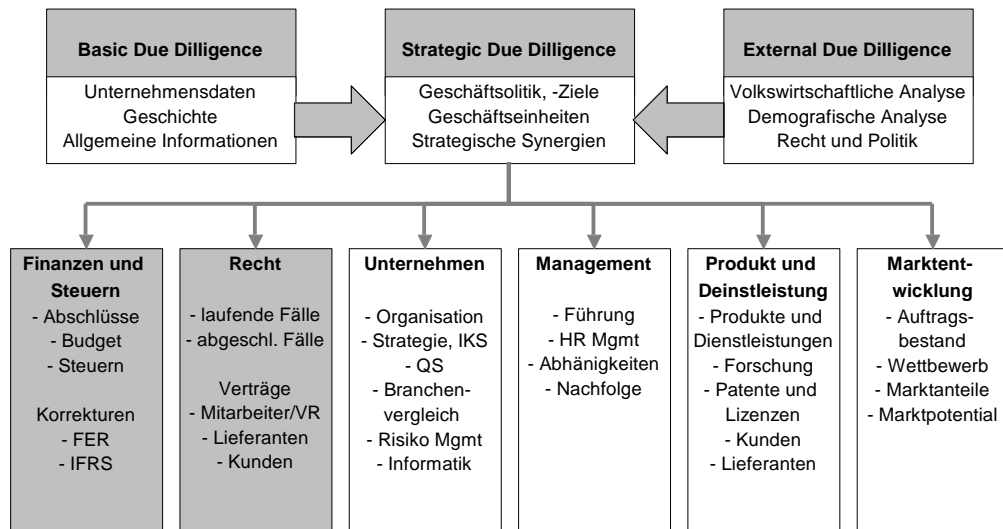 Basic Due Dilligence
Unternehmensdaten
Geschichte
Allgemeine Informationen
Strategic Due Dilligence
Geschäftsolitik, -Ziele
Geschäftseinheiten
Strategische Synergien
External Due Dilligence
Volkswirtschaftliche Analyse
Demografische Analyse
Recht und Politik
Finanzen und
Steuern
- Abschlüsse
- Budget
- Steuern
Korrekturen
- FER
- IFRS
Recht
- laufende Fälle
- abgeschl. Fälle
Verträge
- Mitarbeiter/VR
- Lieferanten
- Kunden
Unternehmen
- Organisation
- Strategie, IKS
- QS
- Branchen-
vergleich
- Risiko Mgmt
- Informatik
Management
- Führung
- HR Mgmt
- Abhänigkeiten
- Nachfolge
Produkt und
Deinstleistung
- Produkte und
Dienstleistungen
- Forschung
- Patente und
Lizenzen
- Kunden
- Lieferanten
Marktent-
wicklung
- Auftrags-
bestand
- Wettbewerb
- Marktanteile
- Marktpotential